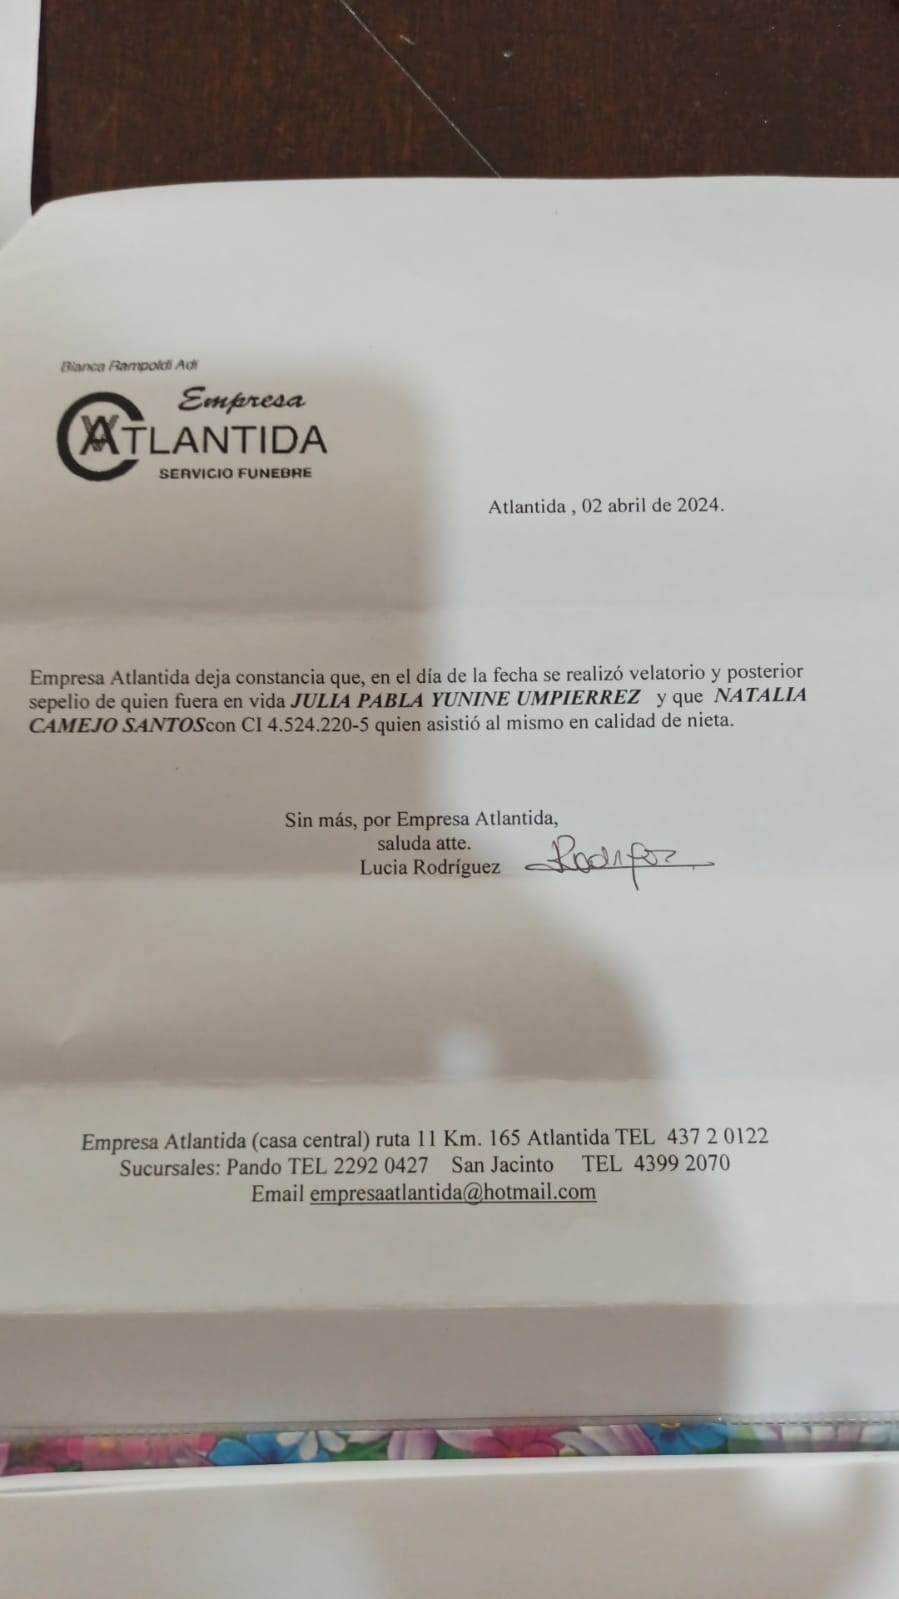 Bianca Rampoldi Adi
Empresa
ATLANTIDA
SERVICIO FUNEBRE
Atlantida , 02 abril de 2024.
Empresa Atlantida deja constancia que, en el día de la fecha se realizó velatorio y posterior
sepelio de quien fuera en vida JULIA PABLA YUNINE UMPIERREZ y que NATALIA
CAMEJO SANTOScon CI 4.524.220-5 quien asistió al mismo en calidad de nieta.
Sin más, por Empresa Atlantida,
saluda atte.
Lucia Rodríguez
Empresa Atlantida (casa central) ruta 11 Km. 165 Atlantida TEL 437 2 0122
Sucursales: Pando TEL 2292 0427 San Jacinto TEL 4399 2070
Email empresaatlantida@hotmail.com